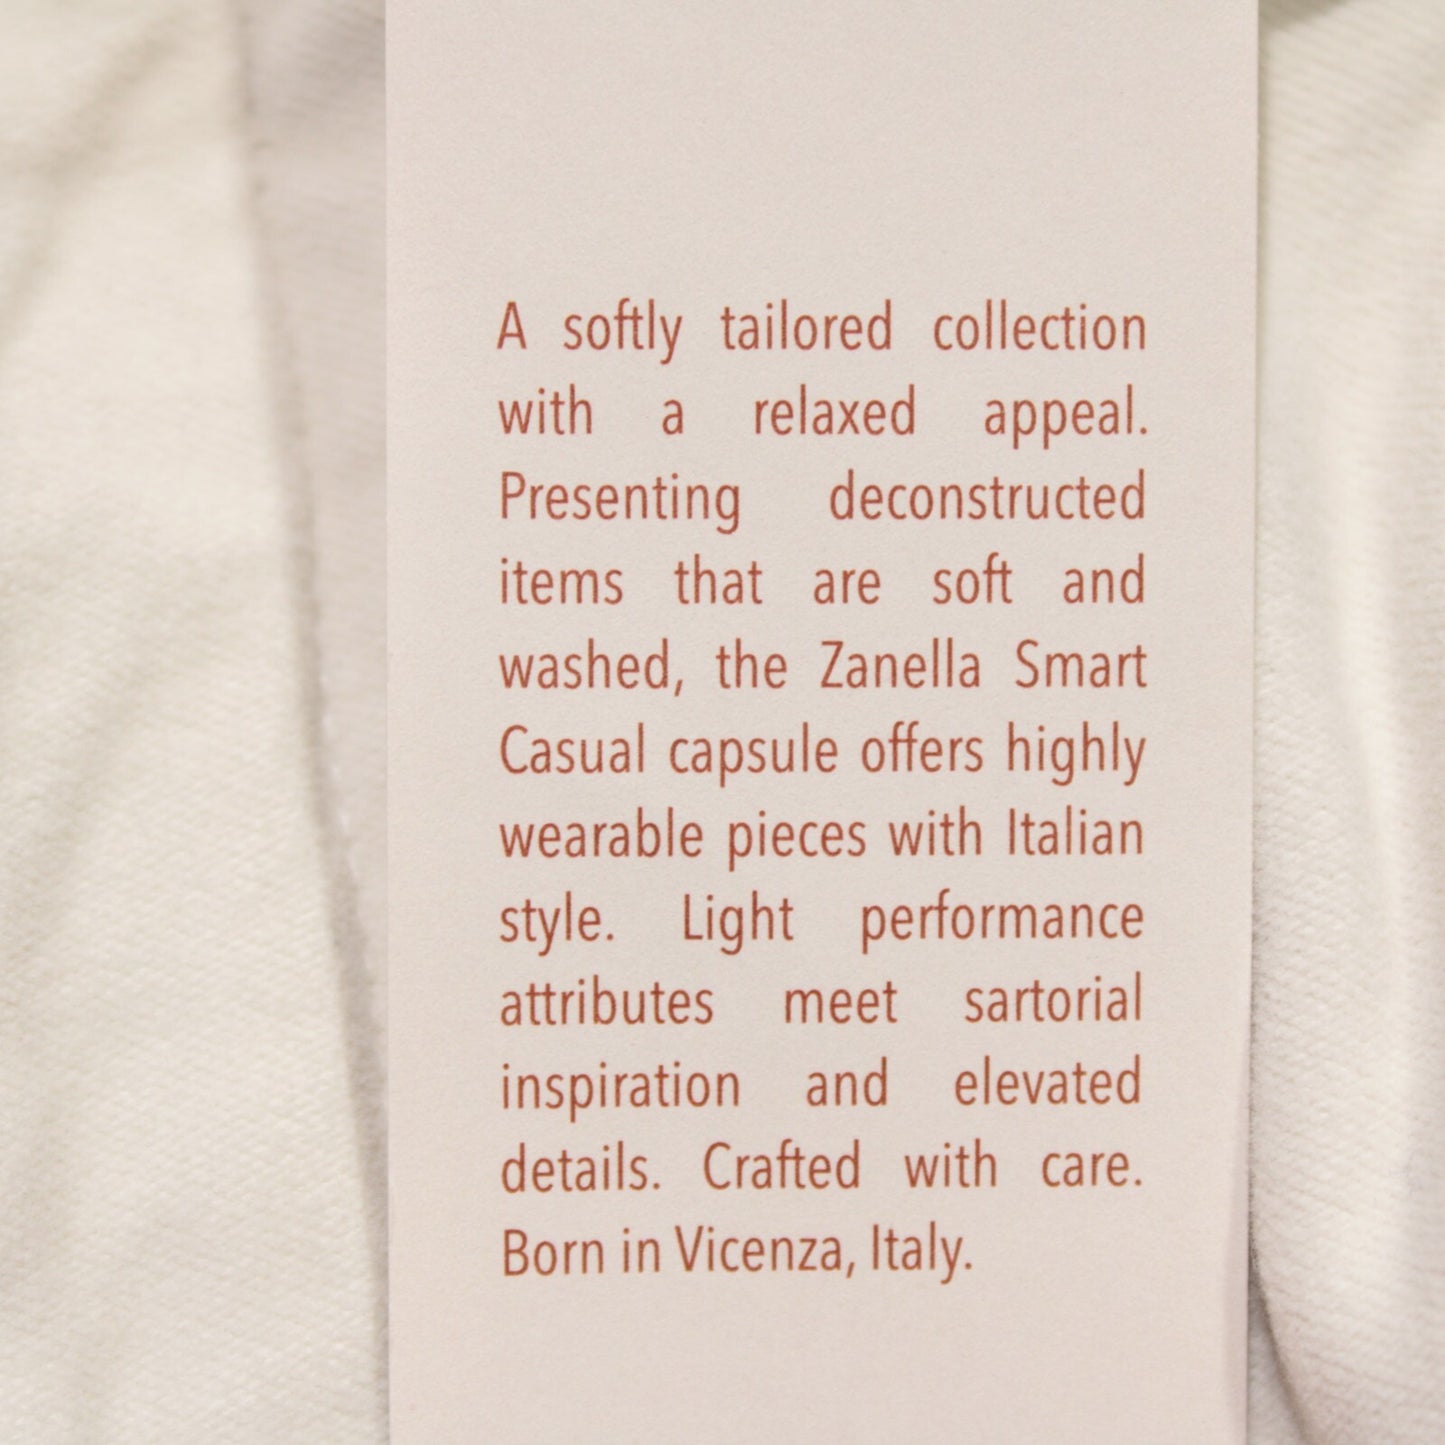 A softly tailored collection
with a relaxed appeal.
Presenting deconstructed
items that are soft and
washed, the Zanella Smart
Casual capsule offers highly
wearable pieces with Italian
style. Light performance
attributes meet sartorial
inspiration and elevated
details. Crafted with care.
Born in Vicenza, Italy.